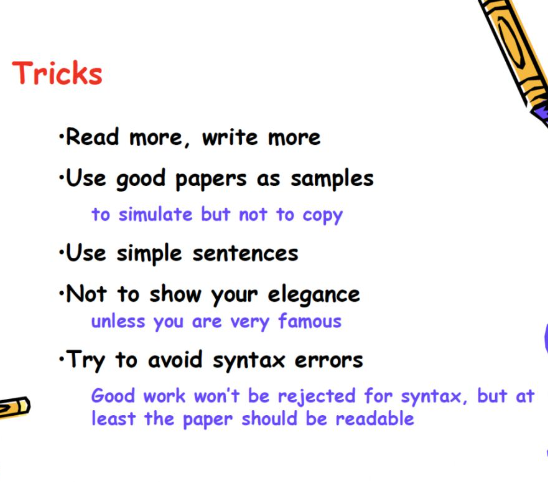 Tricks
•Read more, write more
•Use good papers as samples
to simulate but not to copy
•Use simple sentences
•Not to show your elegance
unless you are very famous
•Try to avoid syntax errors
Good work won't be rejected for syntax, but at
least the paper should be readable